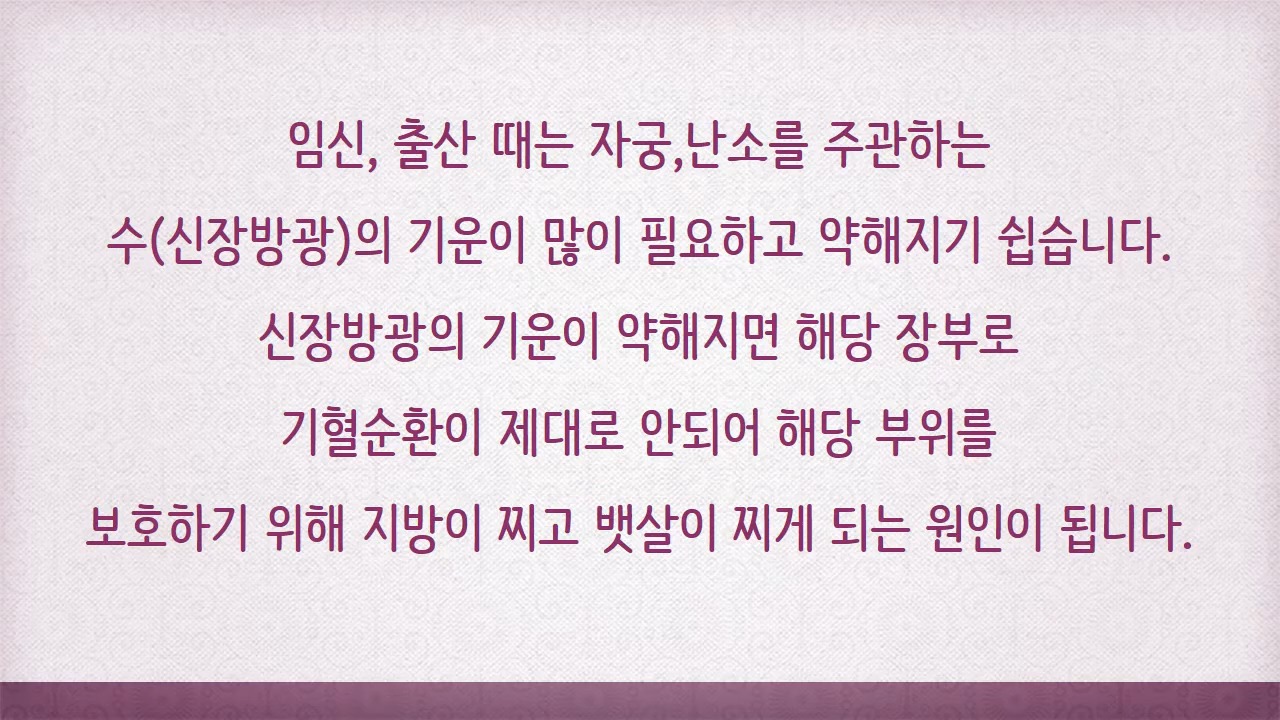 임신, 출산 때는 자궁,난소를 주관하는
수(신장방광)의 기운이 많이 필요하고 약해지기 쉽습니다.
신장방광의 기운이 약해지면 해당 장부로
기혈순환이 제대로 안되어 해당 부위를
보호하기 위해 지방이 찌고 뱃살이 찌게 되는 원인이 됩니다.